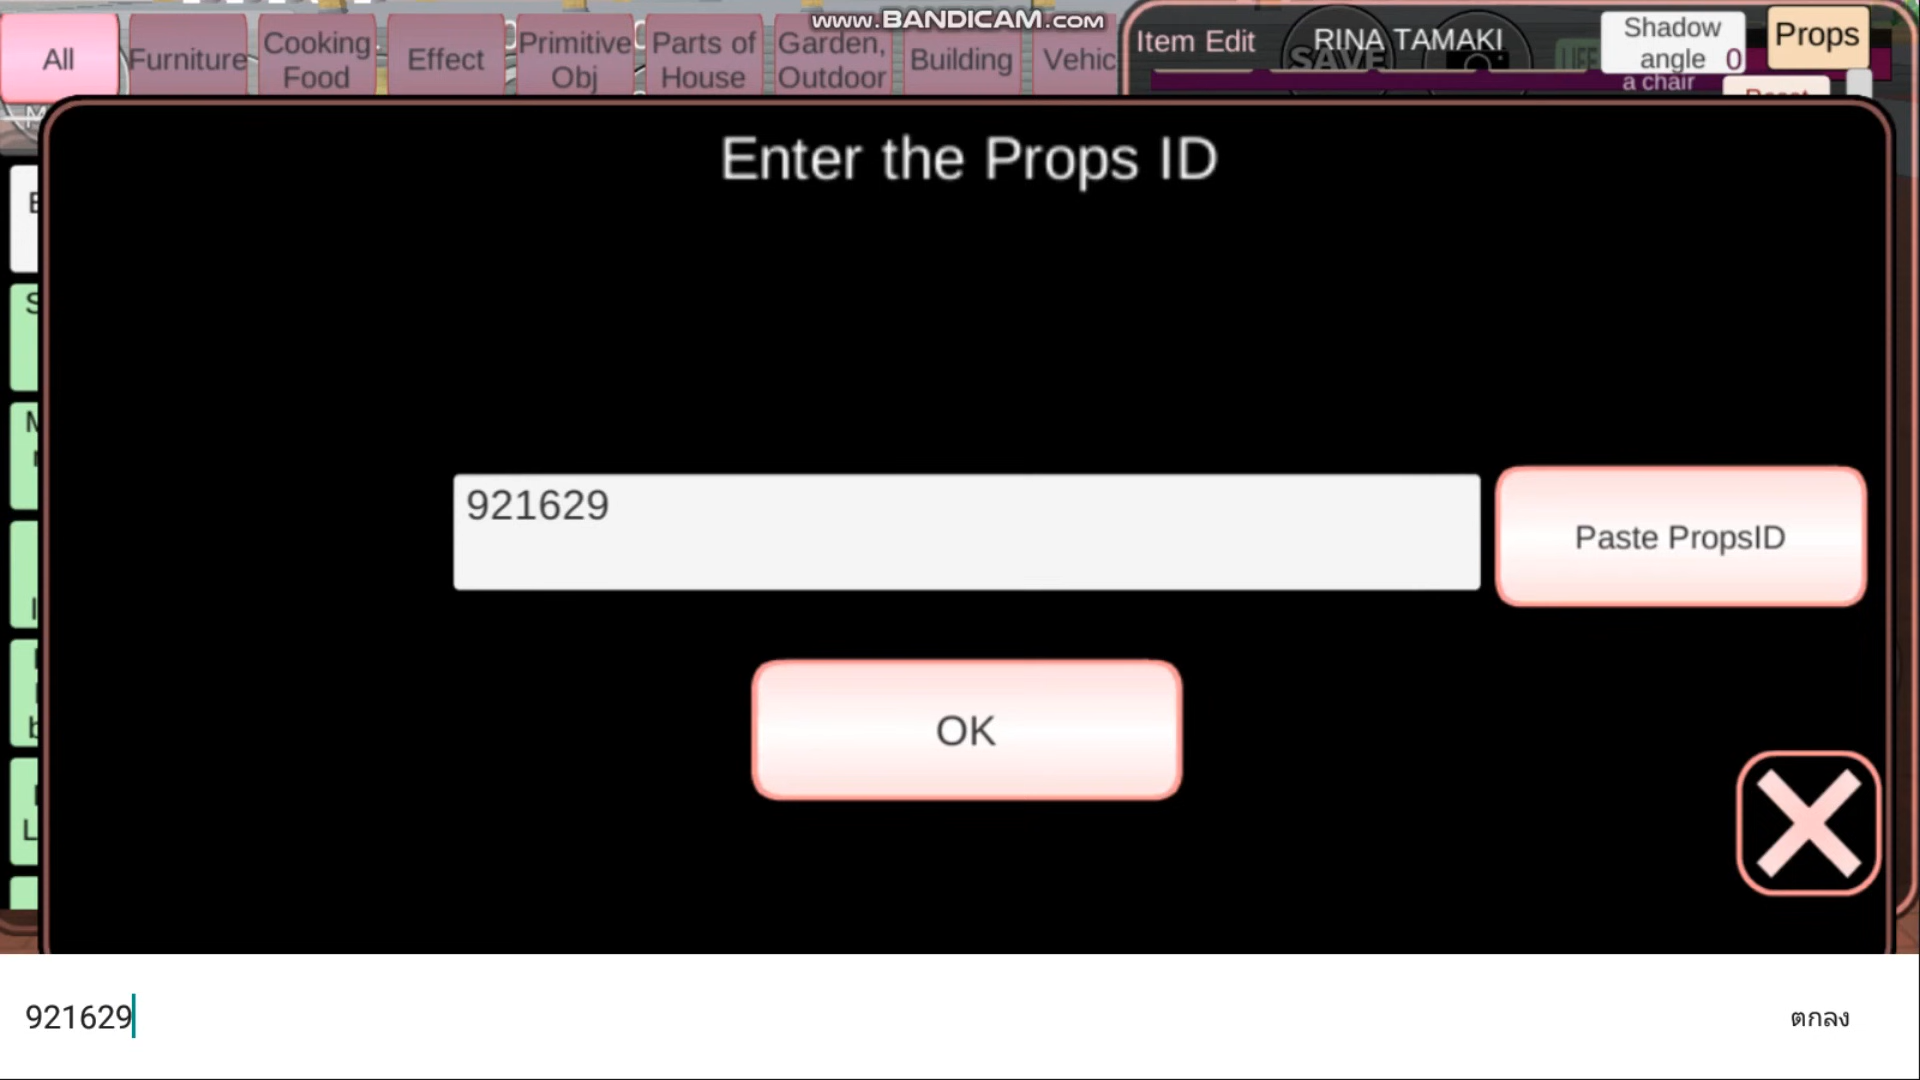 www.BANDICAM.com
All
Furniture
Cooking
Food
Effect
Primitive
Obj
Parts of
House
Garden,
Outdoor
Building
Vehic
Item Edit
RINA TAMAKI
SAVE
Shadow
angle 0
Props
a chair
Enter the Props ID
921629
Paste PropsID
OK
921629
ตกลง